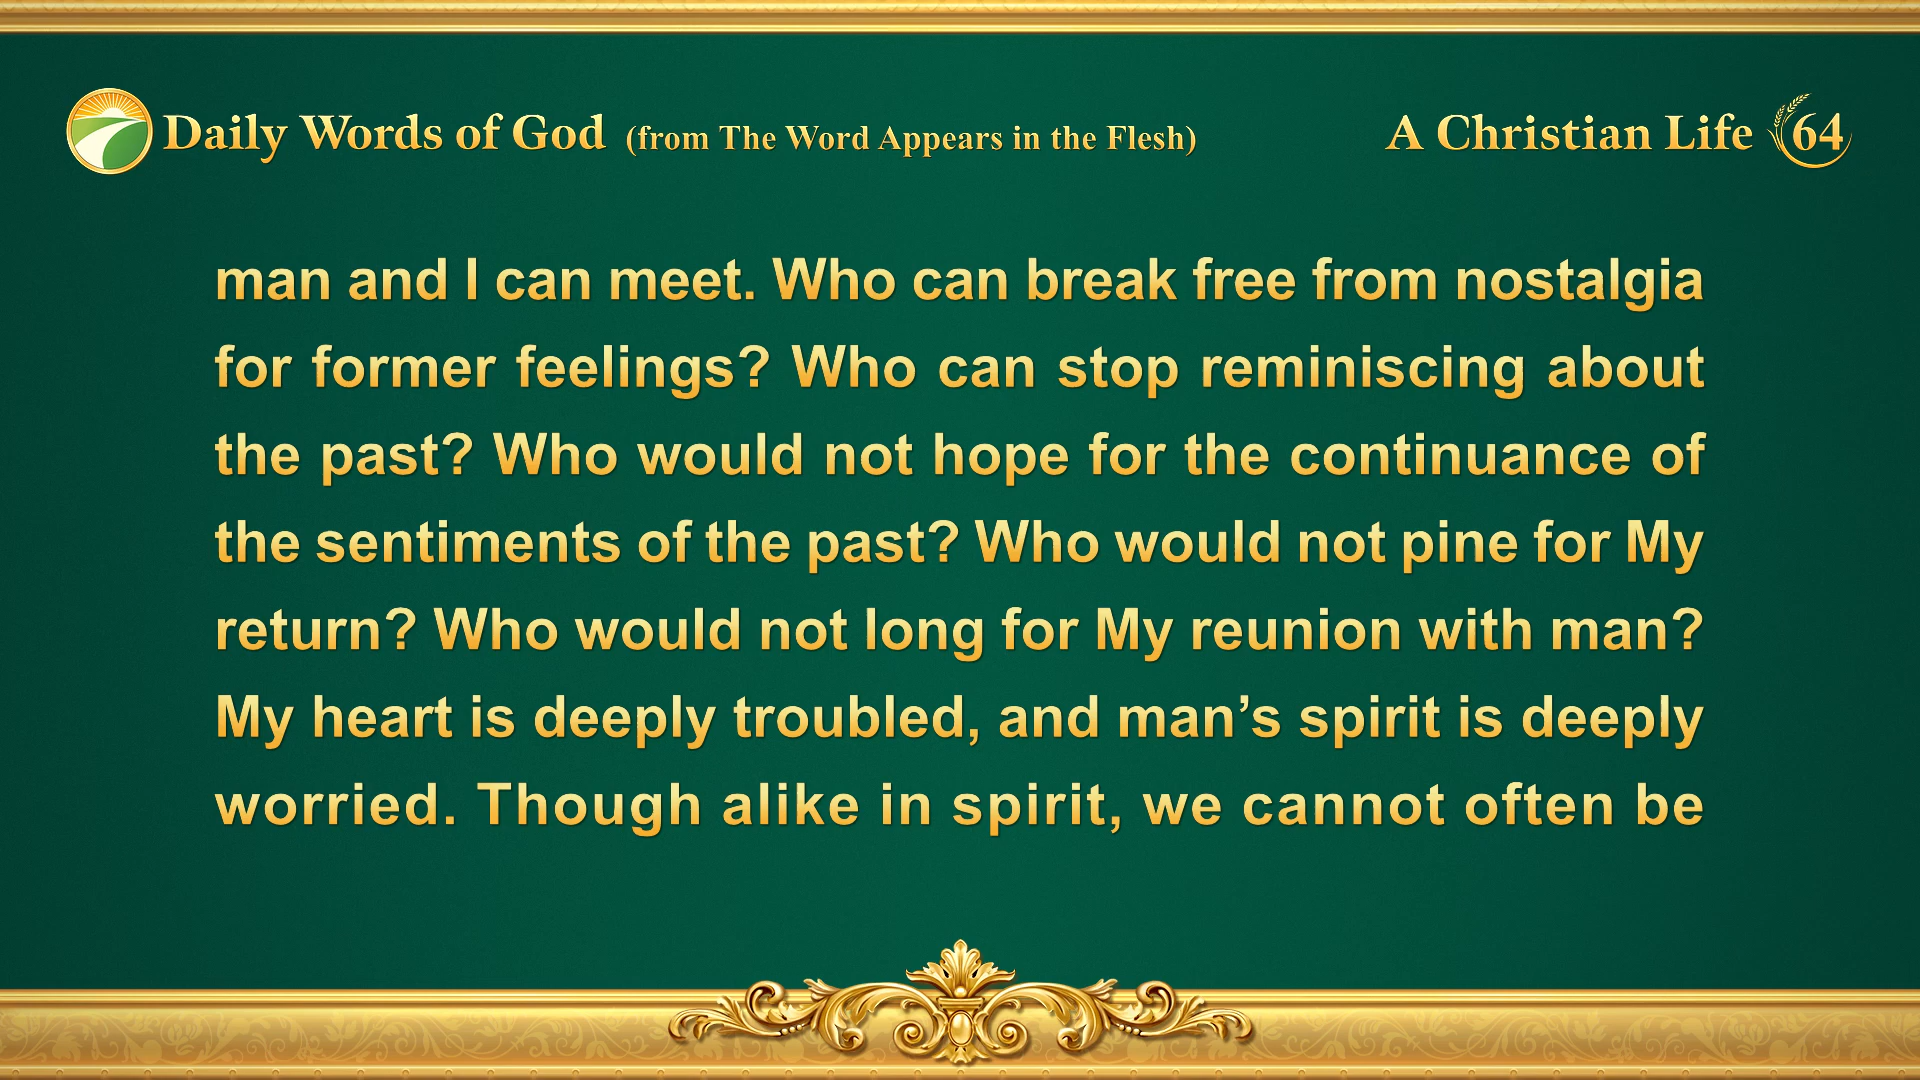 Daily Words of God (from The Word Appears in the Flesh)
A Christian Life 64
man and I can meet. Who can break free from nostalgia
for former feelings? Who can stop reminiscing about
the past? Who would not hope for the continuance of
the sentiments of the past? Who would not pine for My
return? Who would not long for My reunion with man?
My heart is deeply troubled, and man’s spirit is deeply
worried. Though alike in spirit, we cannot often be